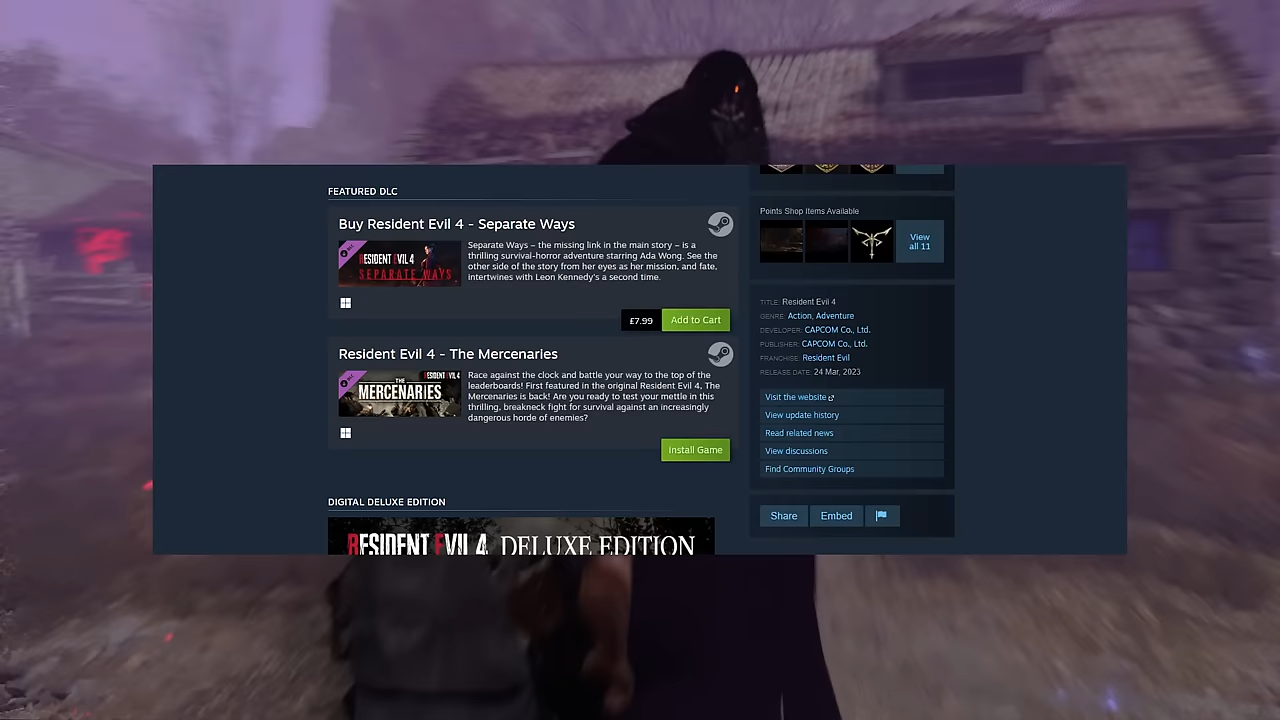 FEATURED DLC
Buy Resident Evil 4 - Separate Ways
DLC
RESIDENT EVIL 4
SEPARATE WAYS
Separate Ways – the missing link in the main story – is a
thrilling survival-horror adventure starring Ada Wong. See the
other side of the story from her eyes as her mission, and fate,
intertwines with Leon Kennedy's a second time.
£7.99
Add to Cart
Resident Evil 4 - The Mercenaries
DLC
RESIDENT EVIL 4
THE
MERCENARIES
Race against the clock and battle your way to the top of the
leaderboards! First featured in the original Resident Evil 4, The
Mercenaries is back! Are you ready to test your mettle in this
thrilling, breakneck fight for survival against an increasingly
dangerous horde of enemies?
Install Game
DIGITAL DELUXE EDITION
RESIDENT EVIL 4 DELUXE EDITION
Points Shop Items Available
View
all 11
TITLE: Resident Evil 4
GENRE: Action, Adventure
DEVELOPER: CAPCOM Co., Ltd.
PUBLISHER: CAPCOM Co., Ltd.
FRANCHISE: Resident Evil
RELEASE DATE: 24 Mar, 2023
Visit the website
View update history
Read related news
View discussions
Find Community Groups
Share
Embed